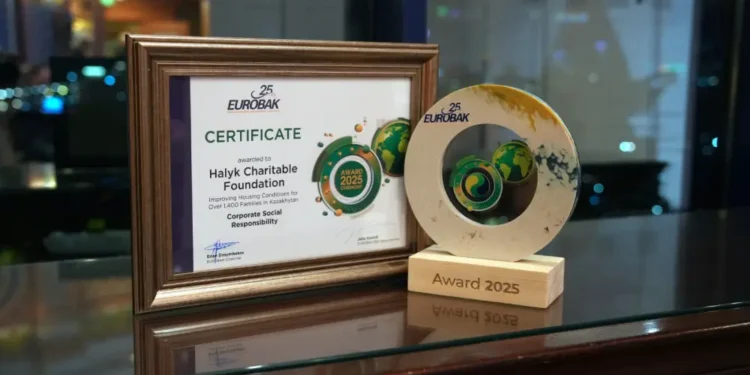 25
EUROBAK
CERTIFICATE
awarded to
Halyk Charitable
Foundation
Improving Housing Conditions for
Over 1,400 Families in Kazakhstan
Corporate Social
Responsibility
AWARD
2025
25
EUROBAK
Award 2025